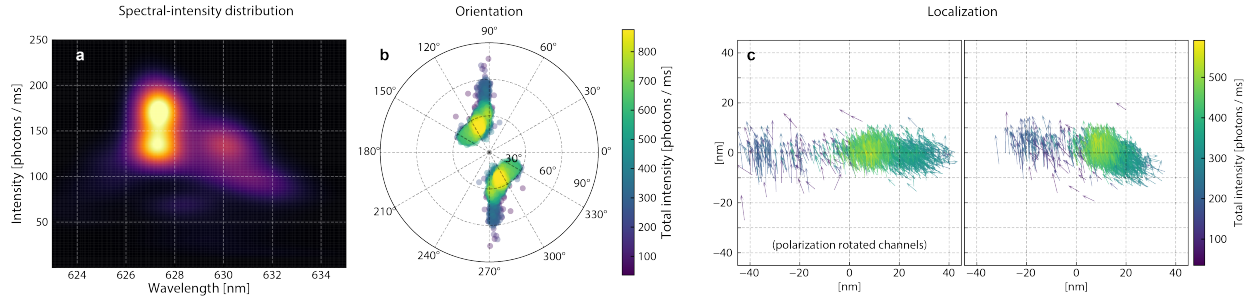 Spectral-intensity distribution
Orientation
Localization
a
250
200
150
100
50
Intensity [photons / ms]
624 626 628 630 632 634
Wavelength [nm]
b
90°
120° 60°
150° 30°
180° 0°
30° 60° 90°
210° 330°
240° 300°
270°
800
700
600
500
400
300
200
100
Total intensity [photons / ms]
c
40
20
0
−20
−40
[nm]
(polarization rotated channels)
−40 −20 0 20 40
[nm]
−40 −20 0 20 40
[nm]
500
400
300
200
100
Total intensity [photons / ms]